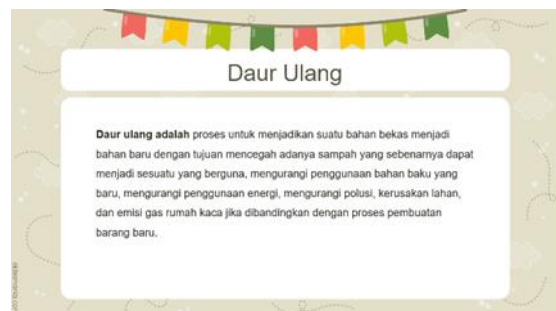 Daur Ulang
Daur ulang adalah proses untuk menjadikan suatu bahan bekas menjadi
bahan baru dengan tujuan mencegah adanya sampah yang sebenarnya dapat
menjadi sesuatu yang berguna, mengurangi penggunaan bahan baku yang
baru, mengurangi penggunaan energi, mengurangi polusi, kerusakan lahan,
dan emisi gas rumah kaca jika dibandingkan dengan proses pembuatan
barang baru.